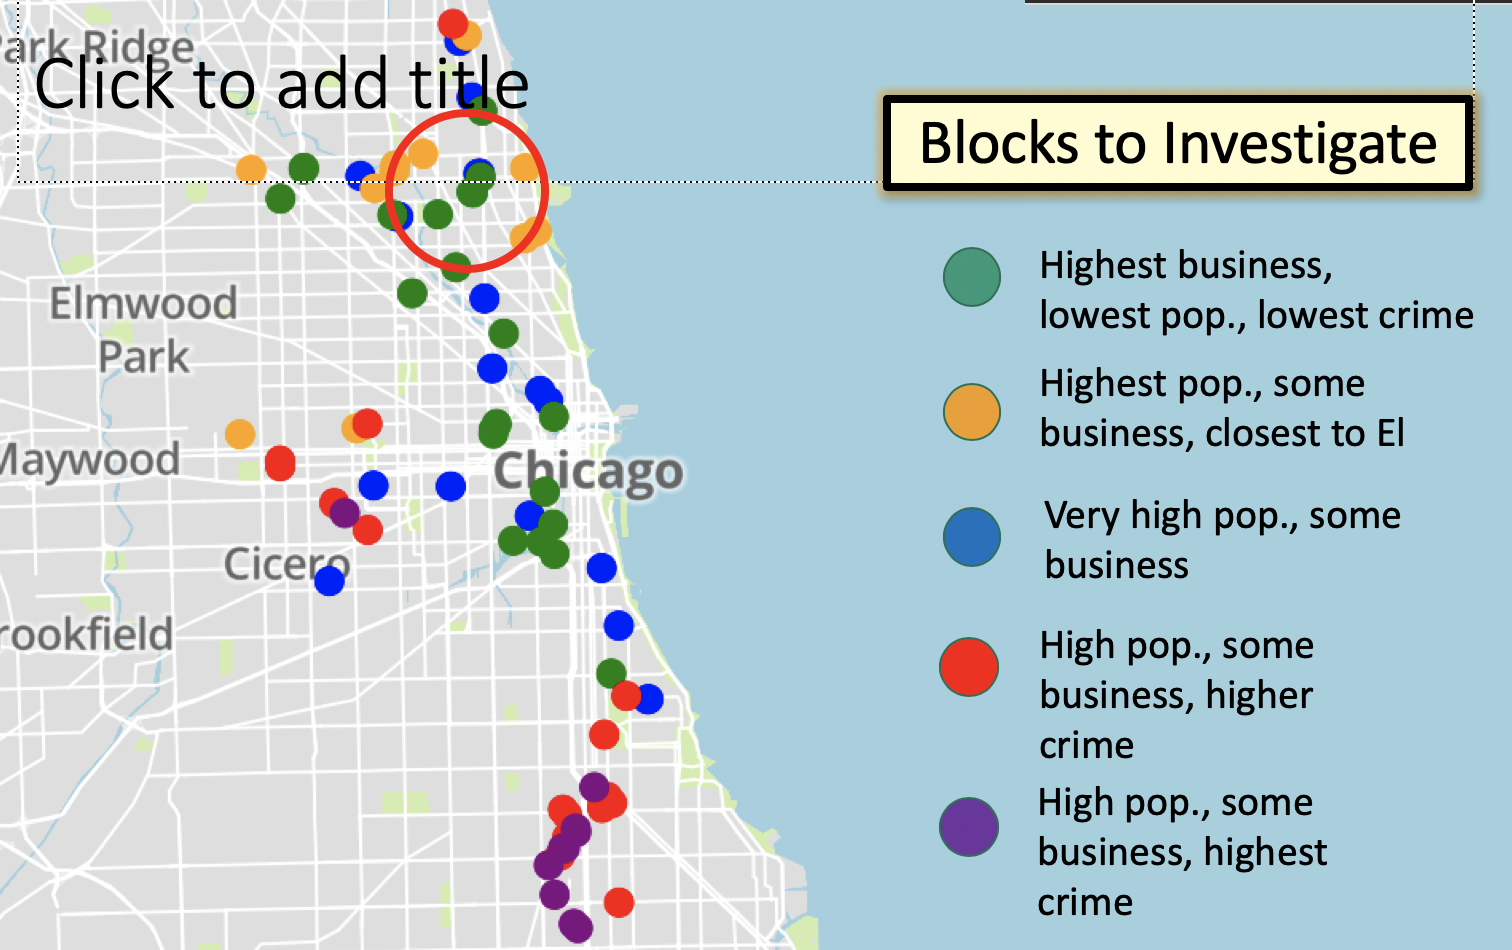 Park Ridge
Click to add title
Blocks to Investigate
Highest business,
lowest pop., lowest crime
Elmwood
Park
Highest pop., some
business, closest to El
Maywood
Chicago
Very high pop., some
business
Cicero
rookfield
High pop., some
business, higher
crime
High pop., some
business, highest
crime